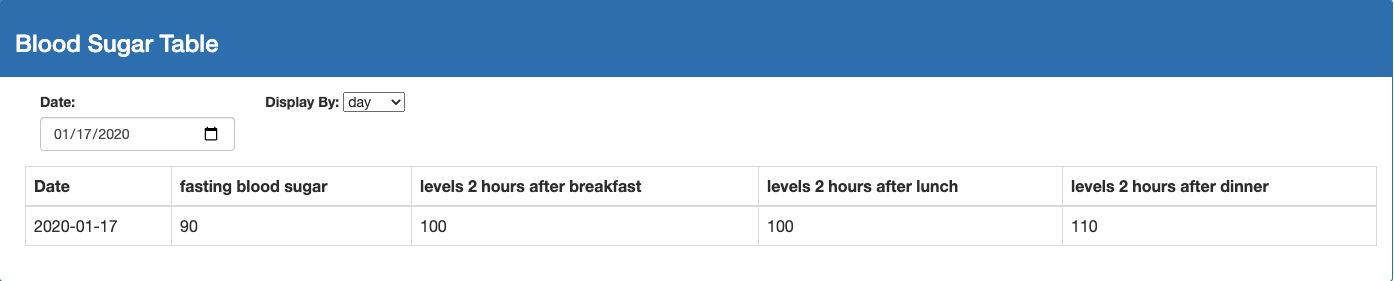 Blood Sugar Table
Date: Display By: day
01/17/2020
Date fasting blood sugar levels 2 hours after breakfast levels 2 hours after lunch levels 2 hours after dinner
2020-01-17 90 100 100 110